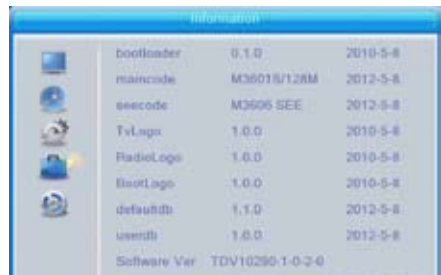 Information
bootloader 0.1.0 2010-5-8
maincode M3601S/128M 2012-5-8
seecode M3606 SEE 2012-5-8
TvLogo 1.0.0 2010-5-8
RadioLogo 1.0.0 2010-5-8
BootLogo 1.0.0 2010-5-8
defaultdb 1.1.0 2012-5-8
userdb 1.0.0 2012-5-8
Software Ver TDV10290-1-0-2-0